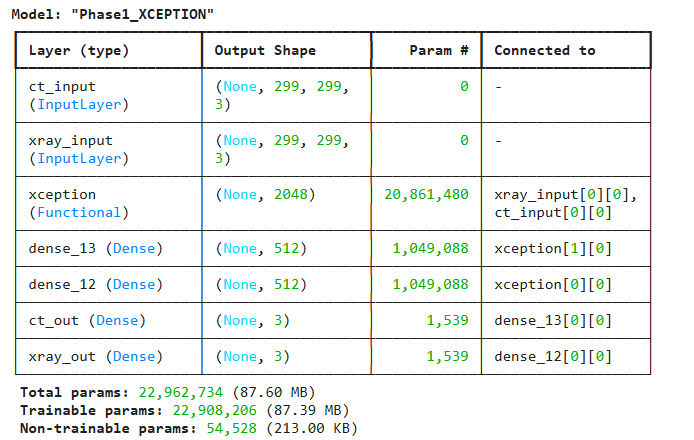 Model: "Phase1_XCEPTION"
Layer (type) Output Shape Param # Connected to
ct_input (None, 299, 299, 0 -
(InputLayer) 3)
xray_input (None, 299, 299, 0 -
(InputLayer) 3)
xception (None, 2048) 20,861,480 xray_input[0][0],
(Functional) ct_input[0][0]
dense_13 (Dense) (None, 512) 1,049,088 xception[1][0]
dense_12 (Dense) (None, 512) 1,049,088 xception[0][0]
ct_out (Dense) (None, 3) 1,539 dense_13[0][0]
xray_out (Dense) (None, 3) 1,539 dense_12[0][0]
Total params: 22,962,734 (87.60 MB)
Trainable params: 22,908,206 (87.39 MB)
Non-trainable params: 54,528 (213.00 KB)